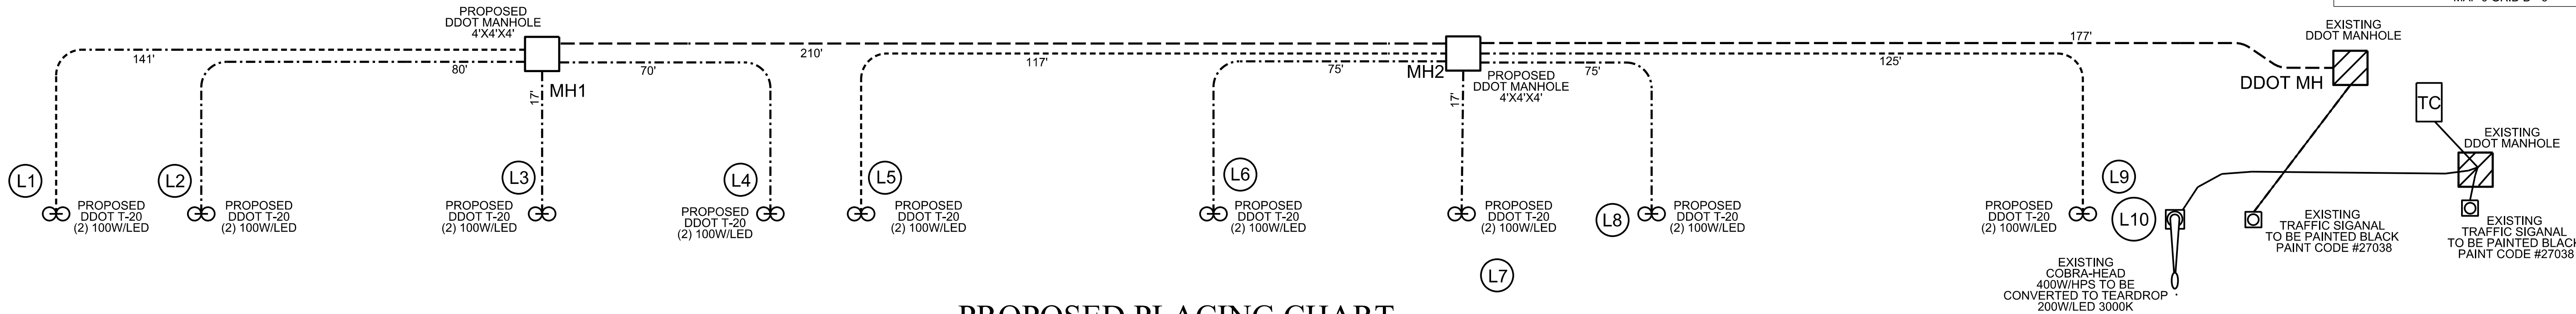 PROPOSED
DDOT MANHOLE
4'X4'X4'
EXISTING
DDOT MANHOLE
141'
80'
70'
210'
117'
75'
75'
125'
177'
17'
MH1
17'
MH2
PROPOSED
DDOT MANHOLE
4'X4'X4'
DDOT MH
TC
EXISTING
DDOT MANHOLE
L1
PROPOSED
DDOT T-20
(2) 100W/LED
L2
PROPOSED
DDOT T-20
(2) 100W/LED
L3
PROPOSED
DDOT T-20
(2) 100W/LED
L4
PROPOSED
DDOT T-20
(2) 100W/LED
L5
PROPOSED
DDOT T-20
(2) 100W/LED
L6
PROPOSED
DDOT T-20
(2) 100W/LED
L7
PROPOSED
DDOT T-20
(2) 100W/LED
L8
PROPOSED
DDOT T-20
(2) 100W/LED
L9
PROPOSED
DDOT T-20
(2) 100W/LED
L10
EXISTING
COBRA-HEAD
400W/HPS TO BE
CONVERTED TO TEARDROP
200W/LED 3000K
EXISTING
TRAFFIC SIGANAL
TO BE PAINTED BLACK
PAINT CODE #27038
EXISTING
TRAFFIC SIGANAL
TO BE PAINTED BLACK
PAINT CODE #27038
PROPOSED PLACING CHART